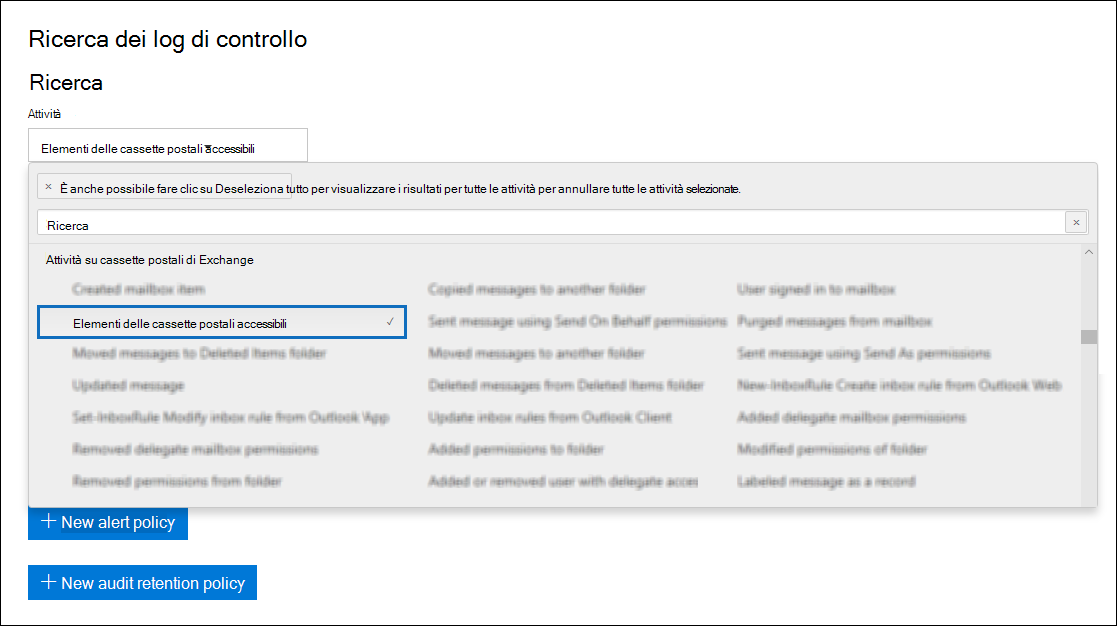 Ricerca dei log di controllo
Ricerca
Attività
Elementi delle cassette postali accessibili
× È anche possibile fare clic su Deseleziona tutto per visualizzare i risultati per tutte le attività per annullare tutte le attività selezionate.
Ricerca ×
Attività su cassette postali di Exchange
Created mailbox item Copied messages to another folder User signed in to mailbox
Elementi delle cassette postali accessibili ✓ Sent message using Send On Behalf permissions Purged messages from mailbox
Moved messages to Deleted Items folder Moved messages to another folder Sent message using Send As permissions
Updated message Deleted messages from Deleted Items folder New-InboxRule Create inbox rule from Outlook Web
Set-InboxRule Modify inbox rule from Outlook App Update inbox rules from Outlook Client Added delegate mailbox permissions
Removed delegate mailbox permissions Added permissions to folder Modified permissions of folder
Removed permissions from folder Added or removed user with delegate acces Labeled message as a record
+ New alert policy
+ New audit retention policy